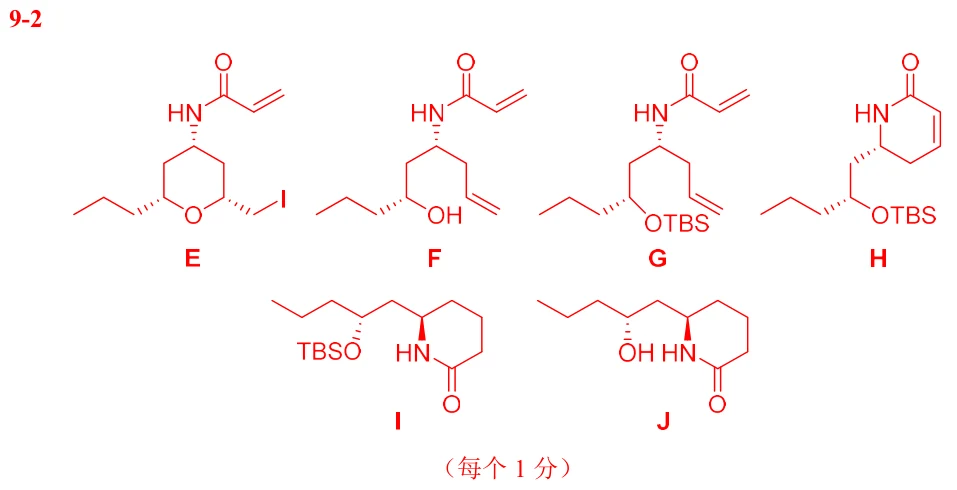 9-2
O O O O
HN HN HN HN
O I OH OTBS OTBS
E F G H
TBSO HN OH HN
O O
I J
（每个 1 分）